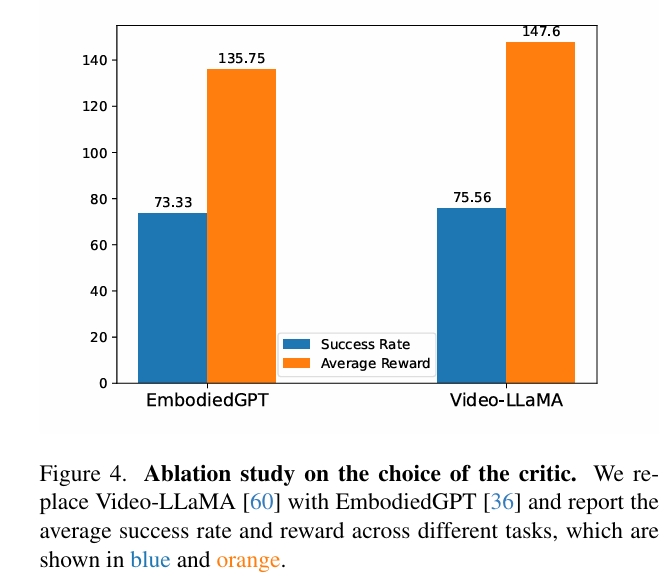 147.6
140
135.75
120
100
80
73.33
75.56
60
40
20
0
Success Rate
Average Reward
EmbodiedGPT
Video-LLaMA
Figure 4. Ablation study on the choice of the critic. We re-
place Video-LLaMA [60] with EmbodiedGPT [36] and report the
average success rate and reward across different tasks, which are
shown in blue and orange.